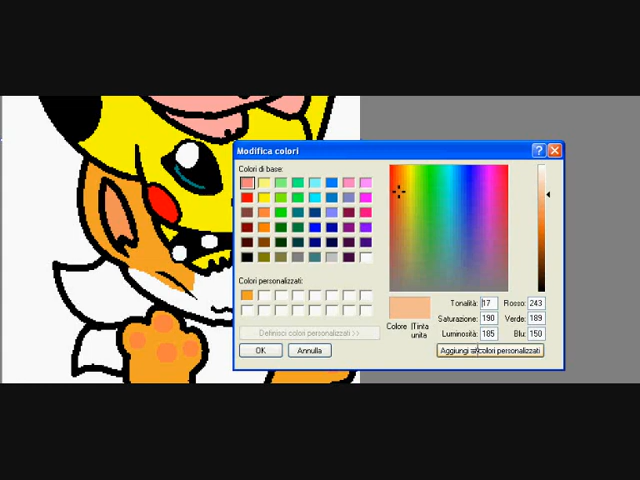 Modifica colori
Colori di base:
Colori personalizzati:
Definisci colori personalizzati >>
OK
Annulla
Colore |Tinta unita
Tonalità: 17
Saturazione: 190
Luminosità: 185
Rosso: 243
Verde: 189
Blu: 150
Aggiungi ai colori personalizzati